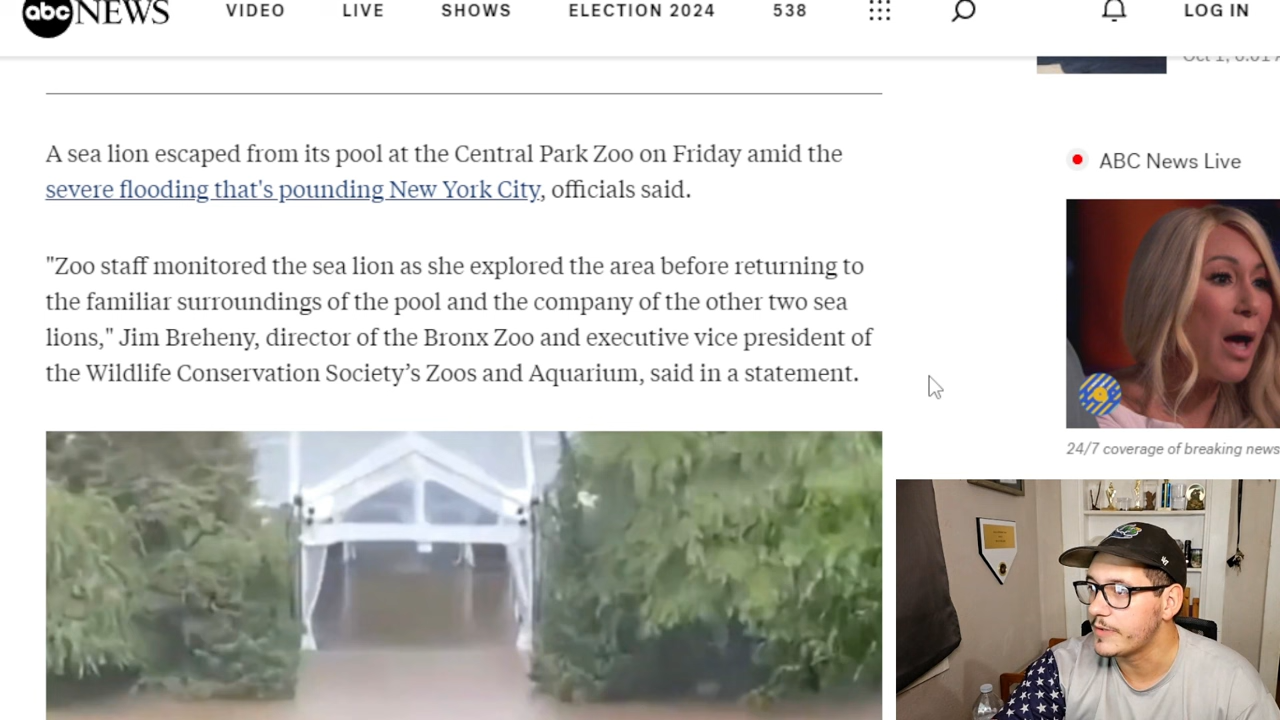 abc NEWS VIDEO LIVE SHOWS ELECTION 2024 538 LOG IN
A sea lion escaped from its pool at the Central Park Zoo on Friday amid the
severe flooding that's pounding New York City, officials said.
"Zoo staff monitored the sea lion as she explored the area before returning to
the familiar surroundings of the pool and the company of the other two sea
lions," Jim Breheny, director of the Bronx Zoo and executive vice president of
the Wildlife Conservation Society’s Zoos and Aquarium, said in a statement.
ABC News Live
24/7 coverage of breaking news